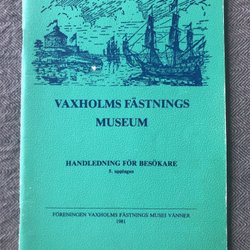 VAXHOLMS FÄSTNINGS
MUSEUM
HANDLEDNING FÖR BESÖKARE
5. upplagan
FÖRENINGEN VAXHOLMS FÄSTNINGS MUSEI VÄNNER
1981